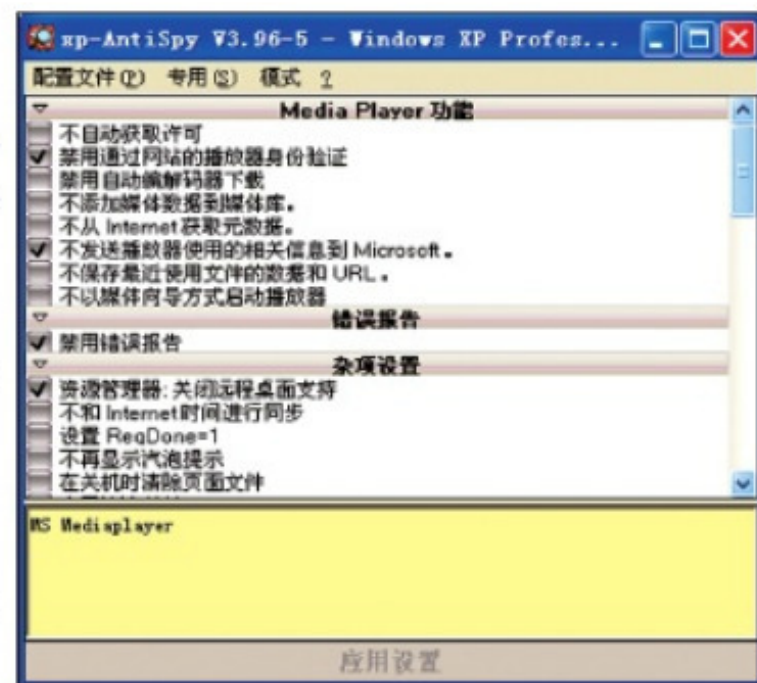 xp-AntiSpy V3.96-5 - Windows XP Profes...
配置文件(P) 专用(S) 模式 ?
Media Player 功能
不自动获取许可
禁用通过网站的播放器身份验证
禁用自动编解码器下载
不添加媒体数据到媒体库。
不从 Internet 获取元数据。
不发送播放器使用的相关信息到 Microsoft。
不保存最近使用文件的数据和 URL。
不以媒体向导方式启动播放器
错误报告
禁用错误报告
杂项设置
资源管理器: 关闭远程桌面支持
不和 Internet 时间进行同步
设置 RegDone=1
不再显示汽泡提示
在关机时清除页面文件
MS Mediaplayer
应用设置